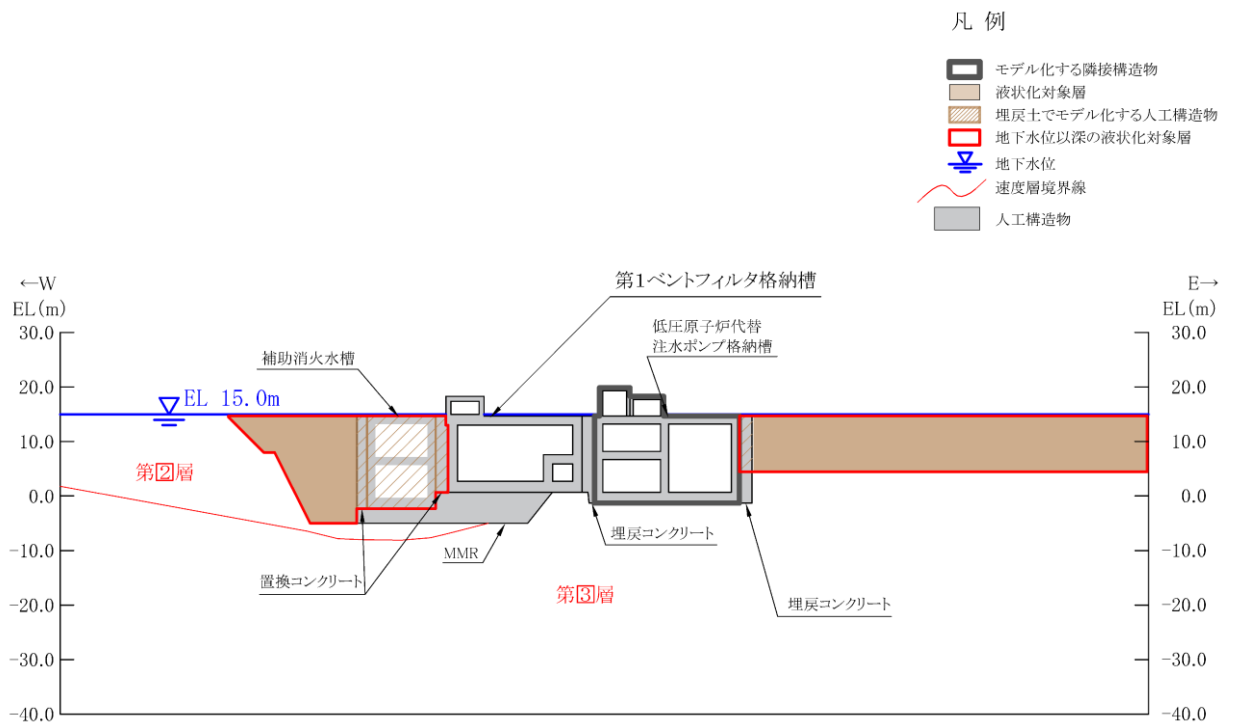 凡 例
モデル化する隣接構造物
液状化対象層
埋戻土でモデル化する人工構造物
地下水位以深の液状化対象層
地下水位
速度層境界線
人工構造物
←W
EL(m)
E→
EL(m)
第1ベントフィルタ格納槽
低圧原子炉代替
注水ポンプ格納槽
補助消火水槽
EL 15.0m
30.0
20.0
10.0
0.0
-10.0
-20.0
-30.0
-40.0
第2層
置換コンクリート
MMR
埋戻コンクリート
第3層
埋戻コンクリート
30.0
20.0
10.0
0.0
-10.0
-20.0
-30.0
-40.0